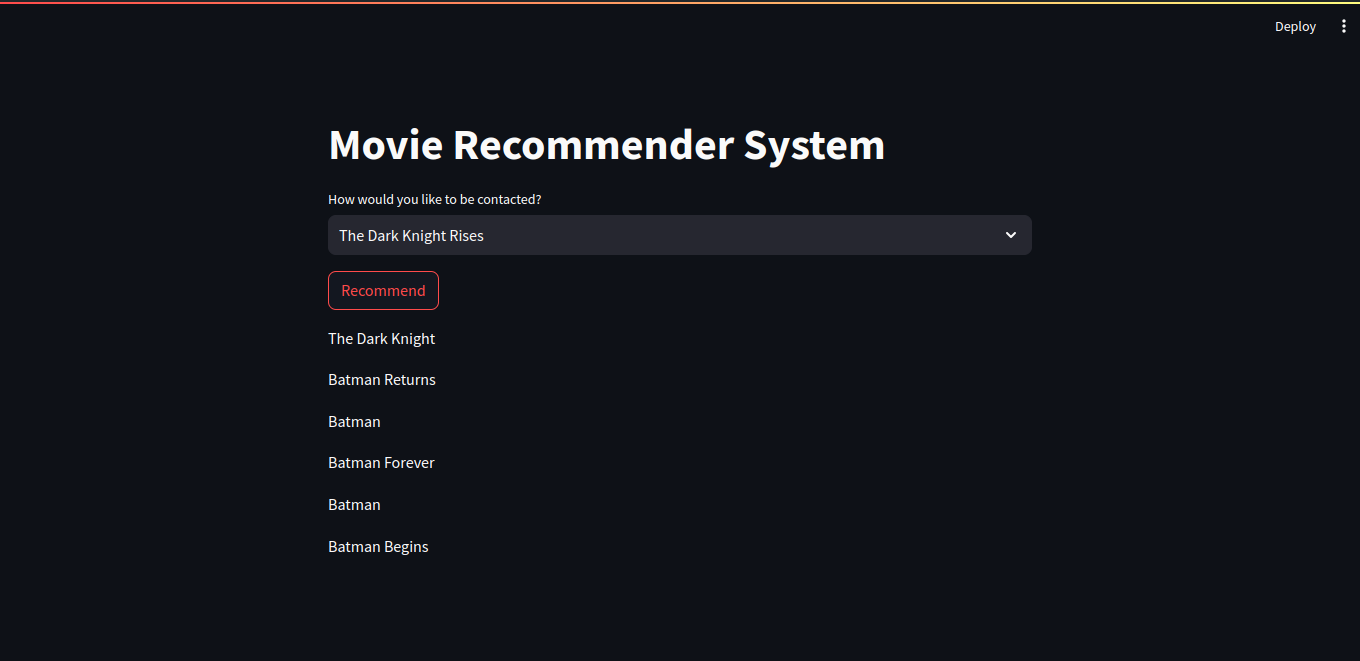 Deploy
Movie Recommender System
How would you like to be contacted?
The Dark Knight Rises
Recommend
The Dark Knight
Batman Returns
Batman
Batman Forever
Batman
Batman Begins